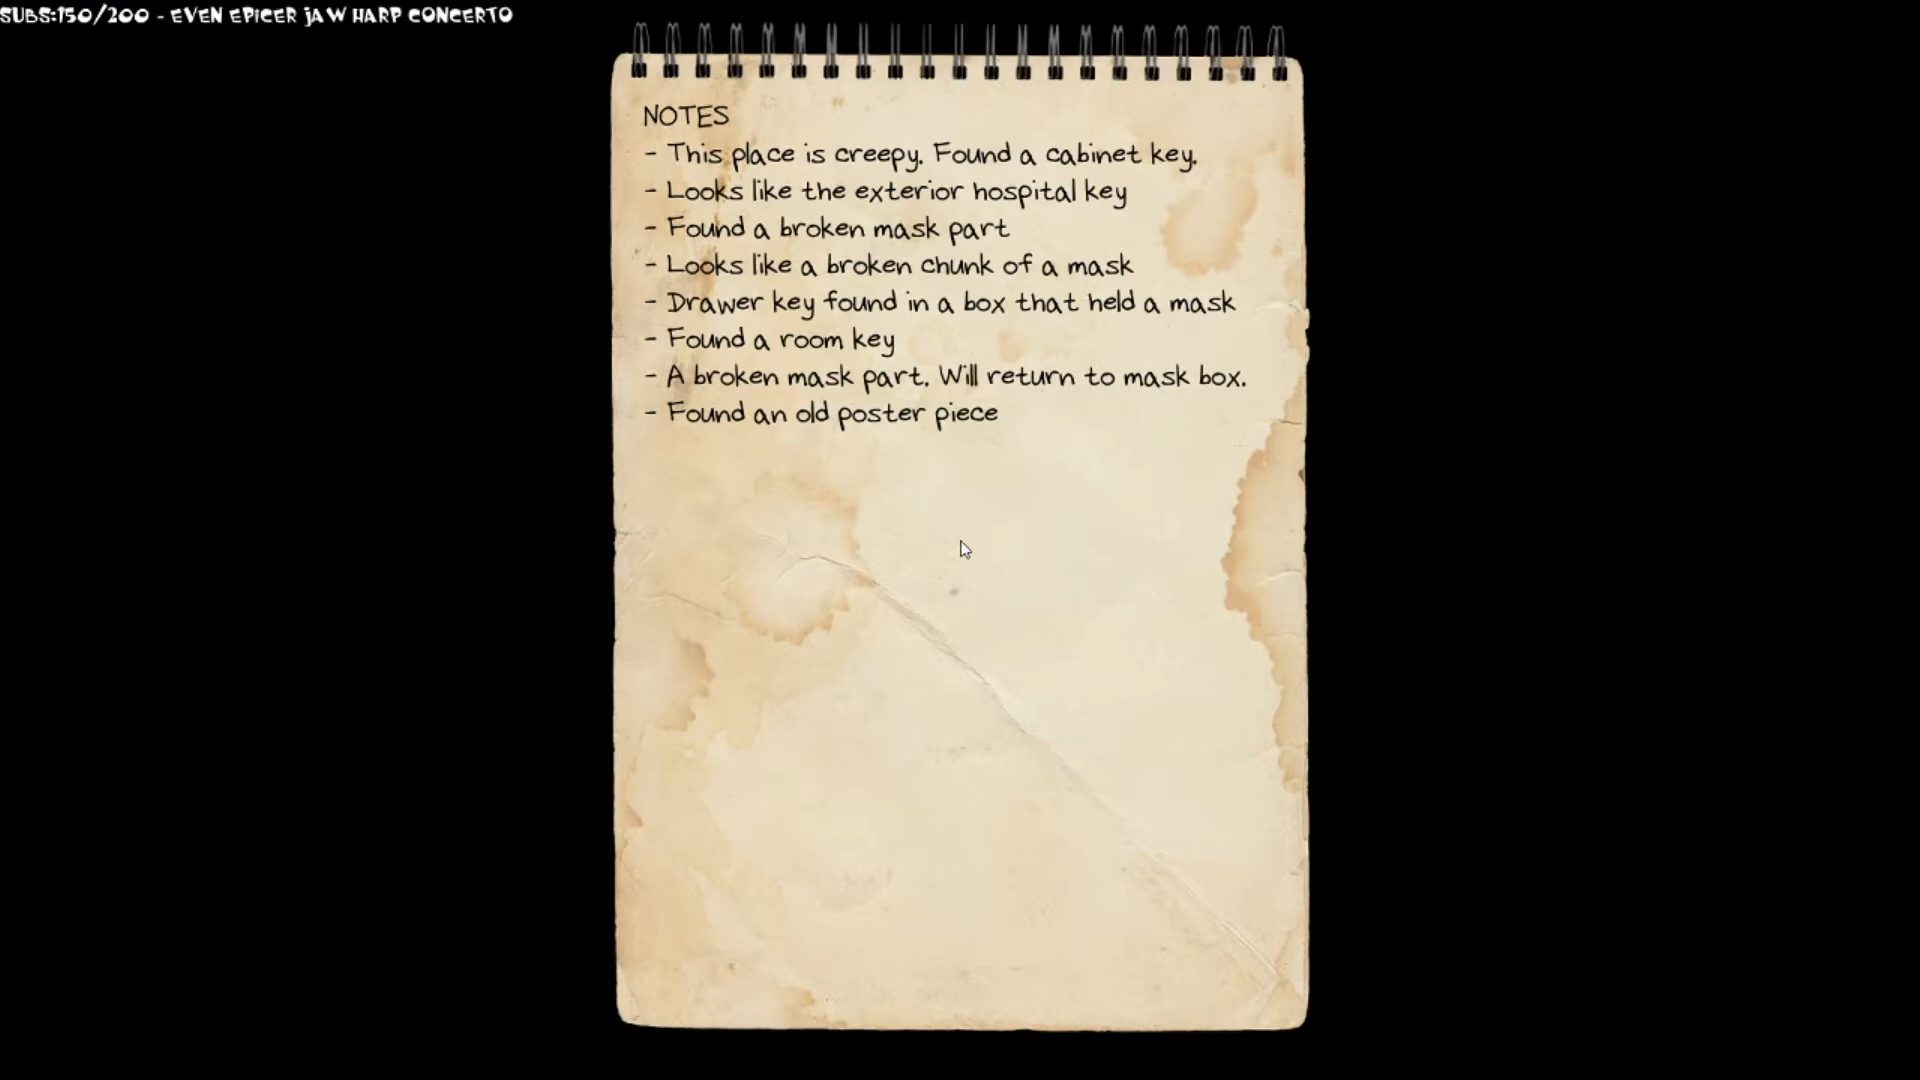 SUBS:150/200 - EVEN EPICER JAW HARP CONCERTO
NOTES
- This place is creepy. Found a cabinet key.
- Looks like the exterior hospital key
- Found a broken mask part
- Looks like a broken chunk of a mask
- Drawer key found in a box that held a mask
- Found a room key
- A broken mask part. Will return to mask box.
- Found an old poster piece